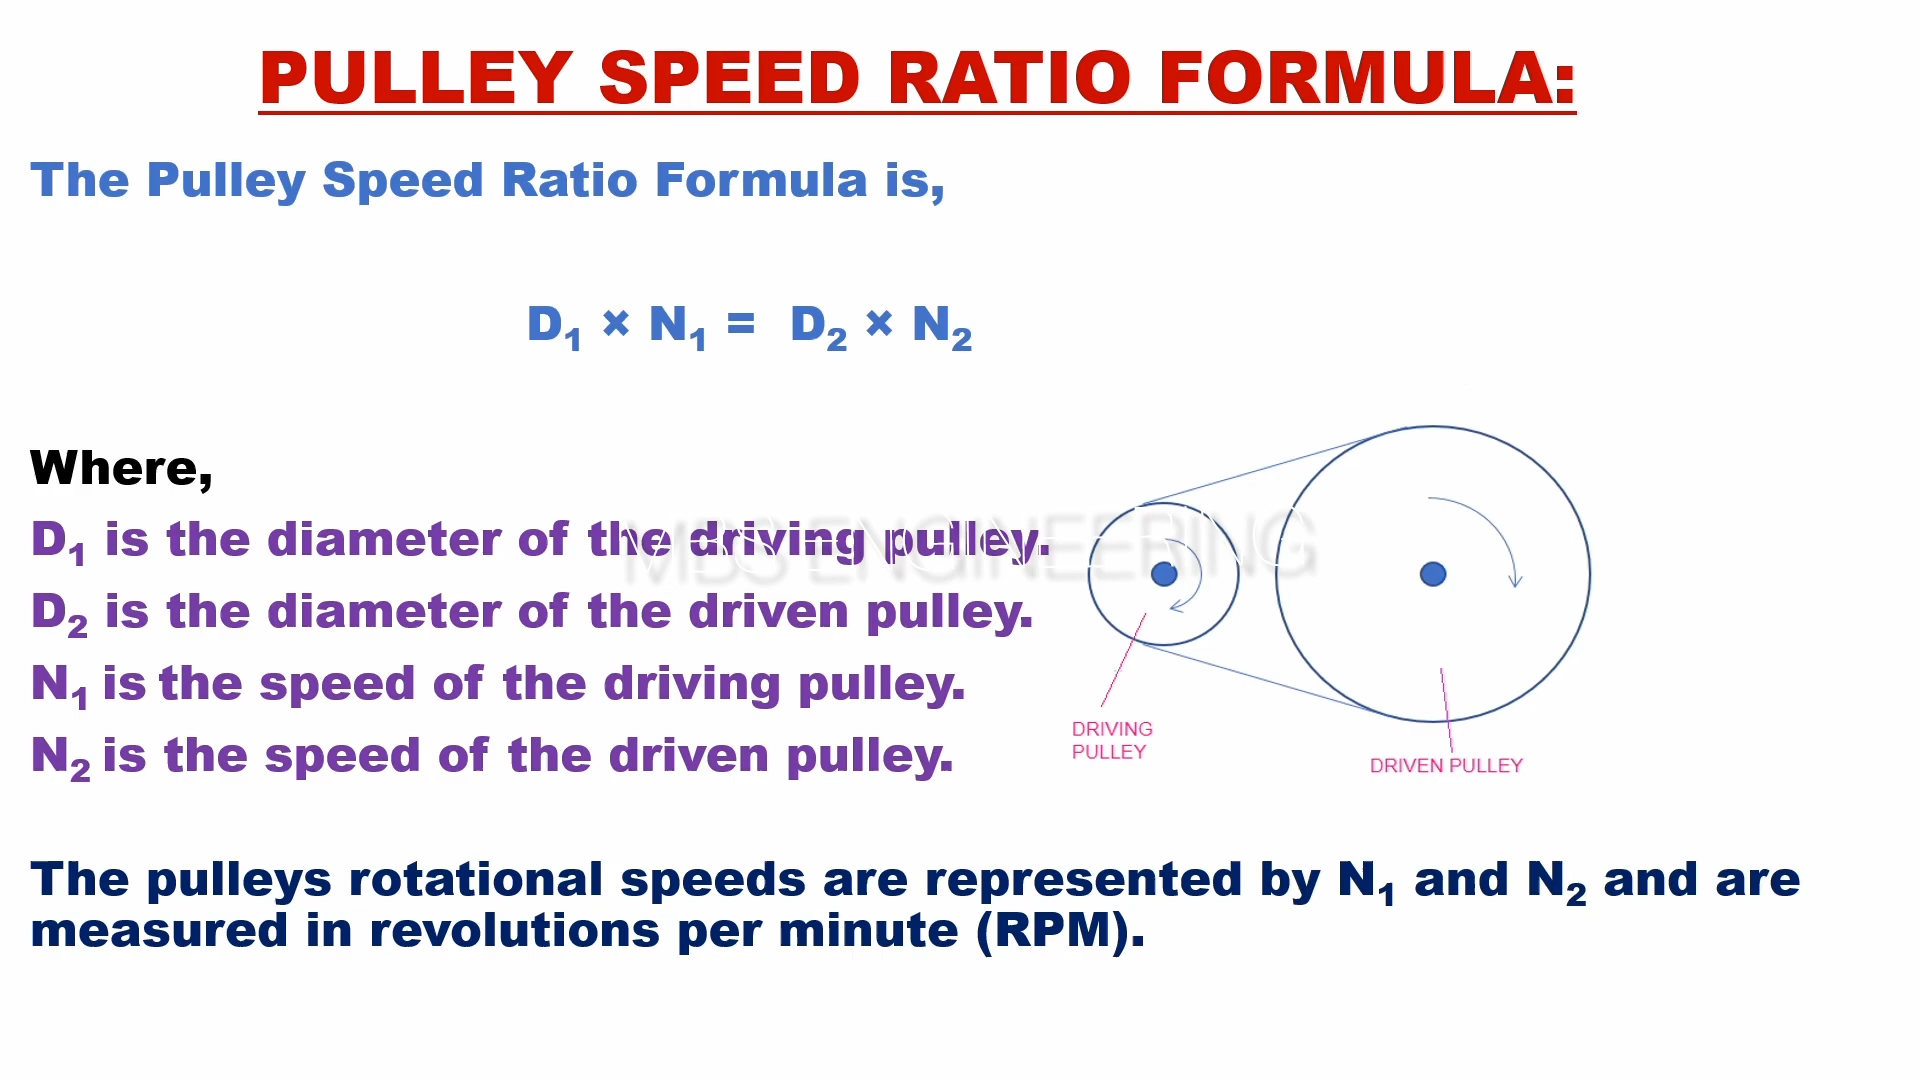 PULLEY SPEED RATIO FORMULA:
The Pulley Speed Ratio Formula is,
D₁ × N₁ = D₂ × N₂
Where,
D₁ is the diameter of the driving pulley.
MBS ENGINEERING
D₂ is the diameter of the driven pulley.
N₁ is the speed of the driving pulley.
N₂ is the speed of the driven pulley.
DRIVING
PULLEY
DRIVEN PULLEY
The pulleys rotational speeds are represented by N₁ and N₂ and are
measured in revolutions per minute (RPM).